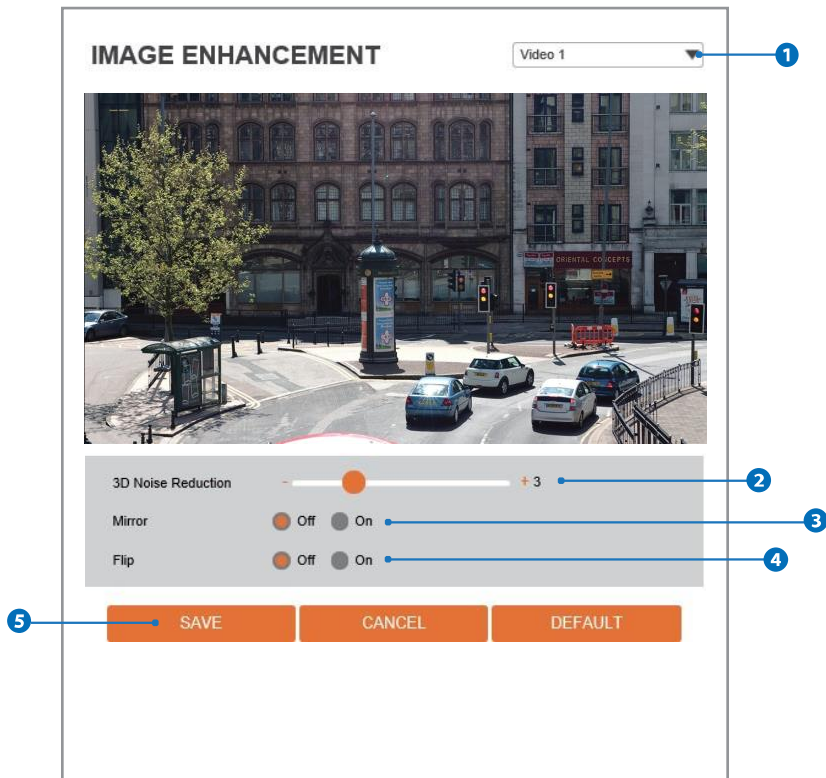 IMAGE ENHANCEMENT
Video 1
1
ORIENTAL CONCEPTS
3D Noise Reduction - + 3
2
Mirror Off On
3
Flip Off On
4
5
SAVE CANCEL DEFAULT